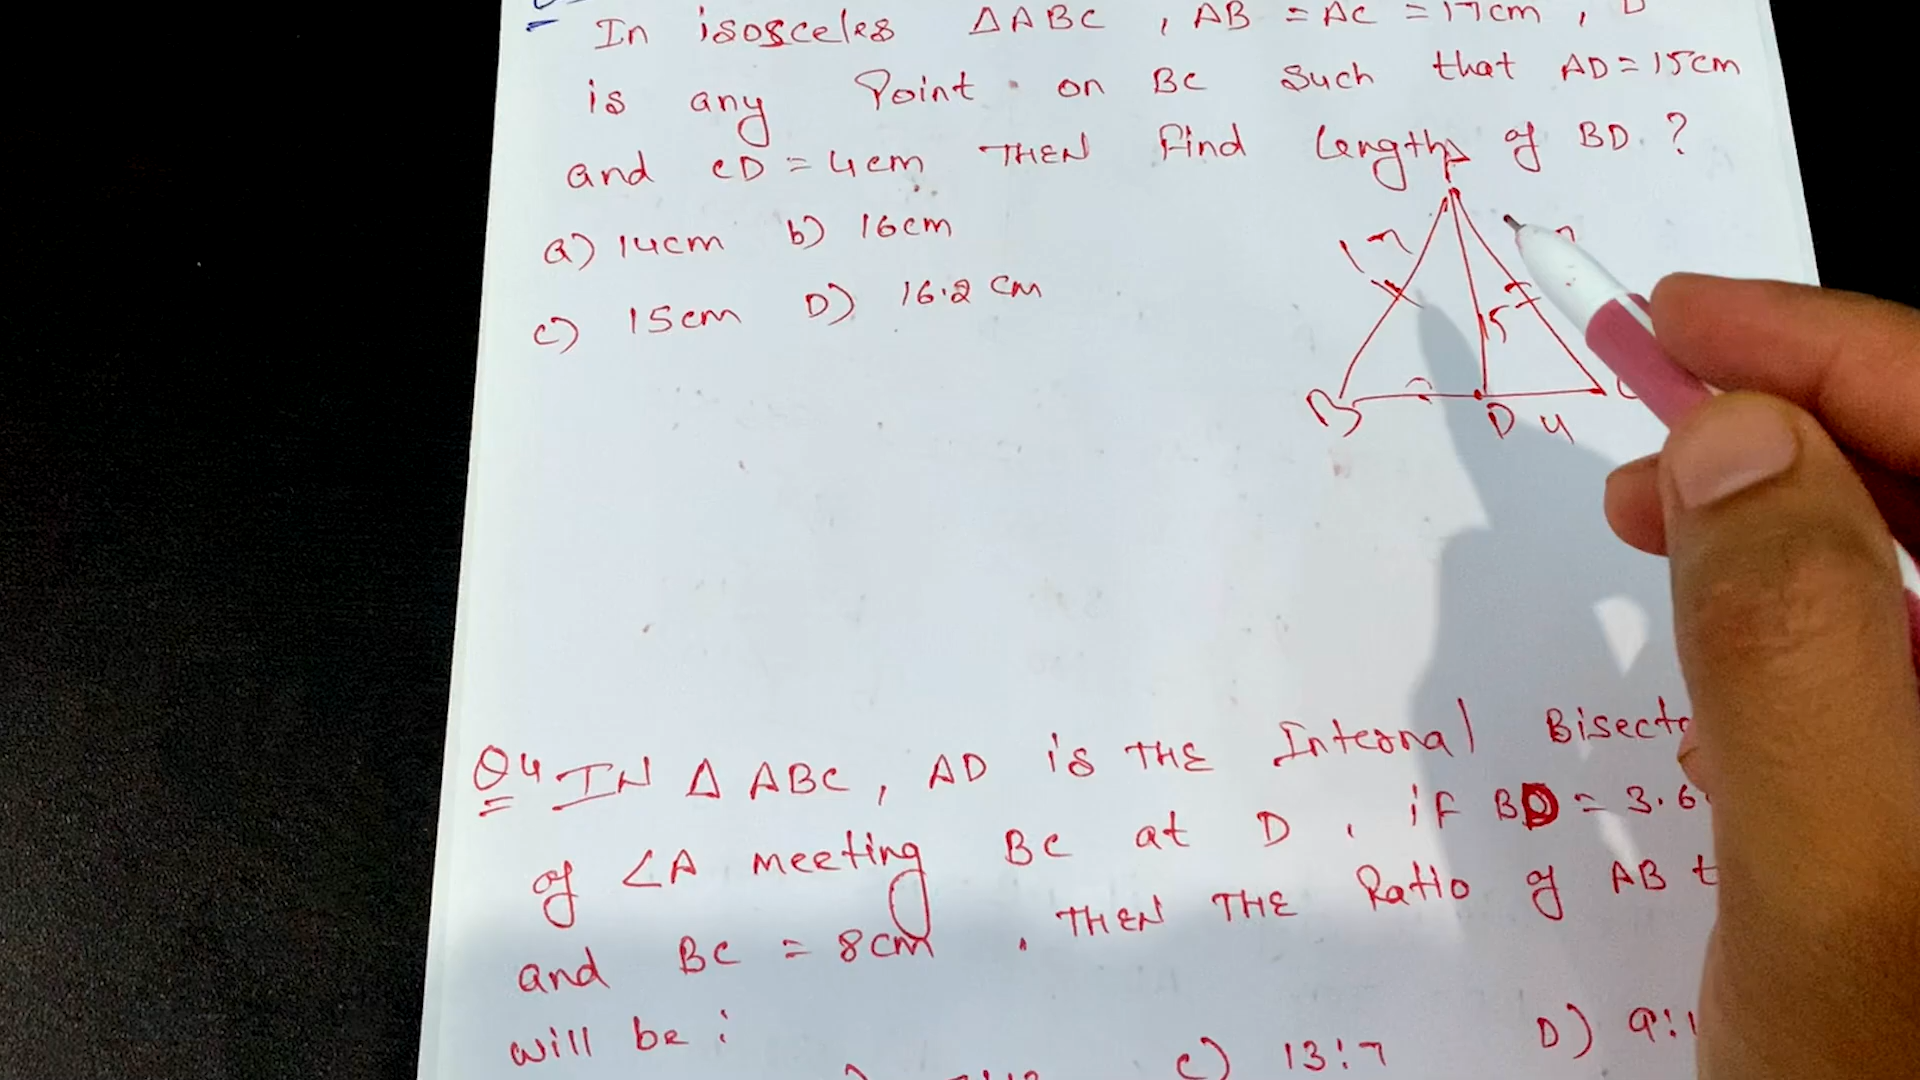 In isosceles ΔABC, AB = AC = 17cm, D
is any Point on BC Such that AD = 15cm
and CD = 4cm THEN Find Lengths of BD. ?
a) 14cm b) 16cm
c) 15cm D) 16.2 cm
17
15
B D C
4
Q4 IN Δ ABC, AD is THE Internal Bisecto
of ∠A meeting BC at D, if BD = 3.6
and BC = 8cm, THEN THE Ratio of AB t
will be :
c) 13:7 D) 9:1